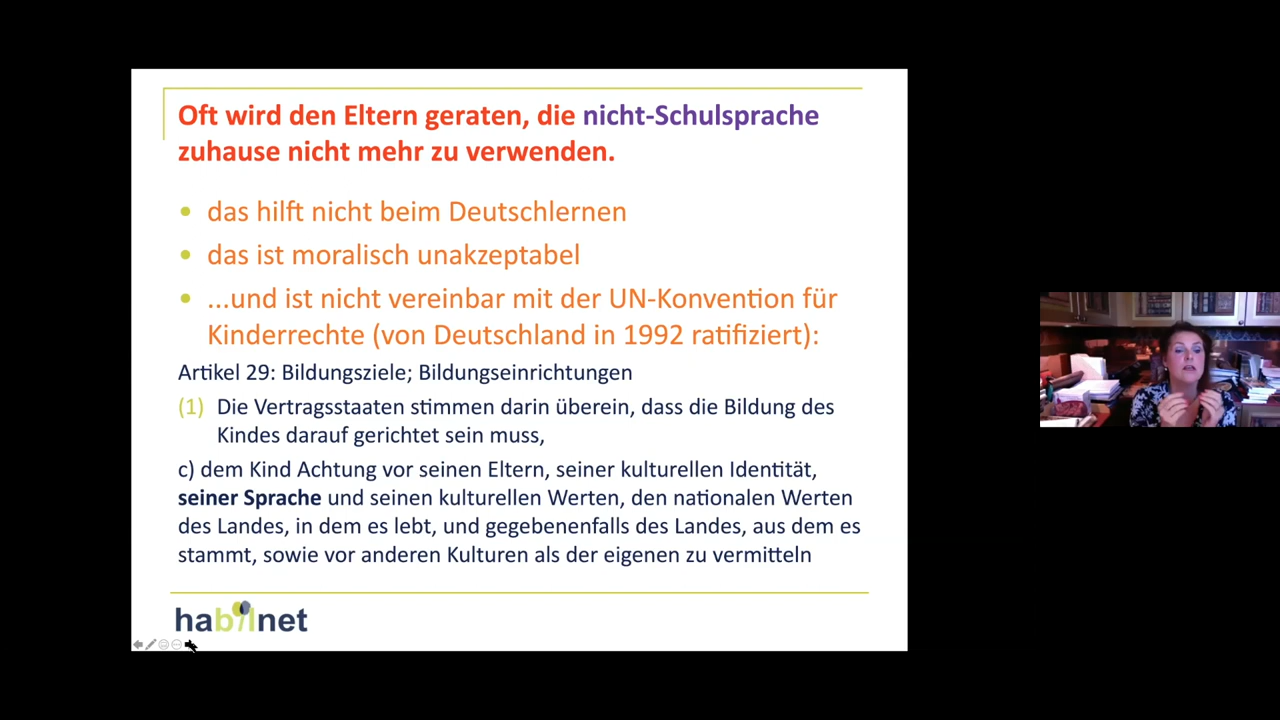 Oft wird den Eltern geraten, die nicht-Schulsprache
zuhause nicht mehr zu verwenden.
• das hilft nicht beim Deutschlernen
• das ist moralisch unakzeptabel
• ...und ist nicht vereinbar mit der UN-Konvention für
Kinderrechte (von Deutschland in 1992 ratifiziert):
Artikel 29: Bildungsziele; Bildungseinrichtungen
(1) Die Vertragsstaaten stimmen darin überein, dass die Bildung des
Kindes darauf gerichtet sein muss,
c) dem Kind Achtung vor seinen Eltern, seiner kulturellen Identität,
seiner Sprache und seinen kulturellen Werten, den nationalen Werten
des Landes, in dem es lebt, und gegebenenfalls des Landes, aus dem es
stammt, sowie vor anderen Kulturen als der eigenen zu vermitteln
habilnet